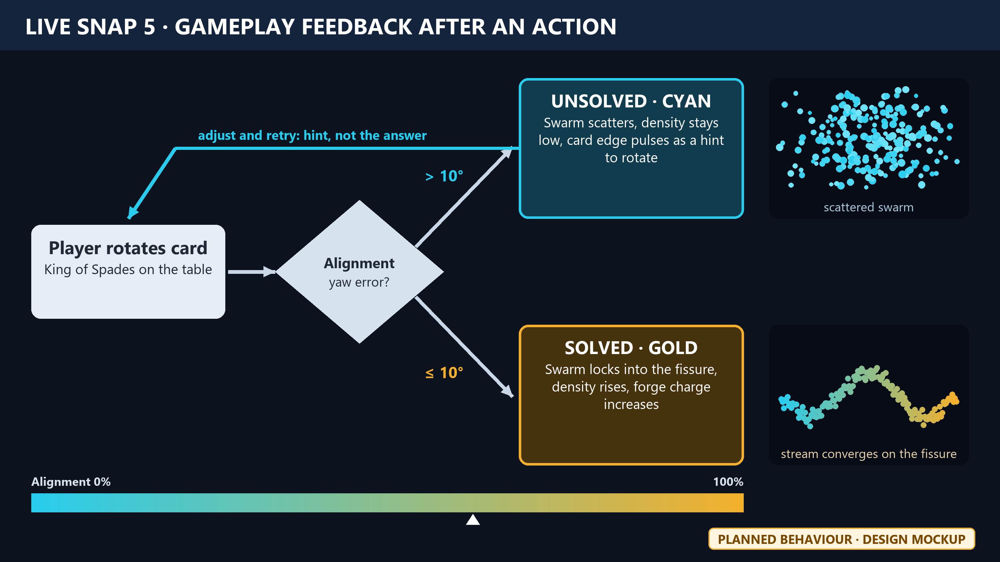 LIVE SNAP 5 · GAMEPLAY FEEDBACK AFTER AN ACTION
UNSOLVED · CYAN
Swarm scatters, density stays
low, card edge pulses as a hint
to rotate
scattered swarm
adjust and retry: hint, not the answer
> 10°
Player rotates card
King of Spades on the table
Alignment
yaw error?
≤ 10°
SOLVED · GOLD
Swarm locks into the fissure,
density rises, forge charge
increases
stream converges on the fissure
Alignment 0%
100%
PLANNED BEHAVIOUR · DESIGN MOCKUP